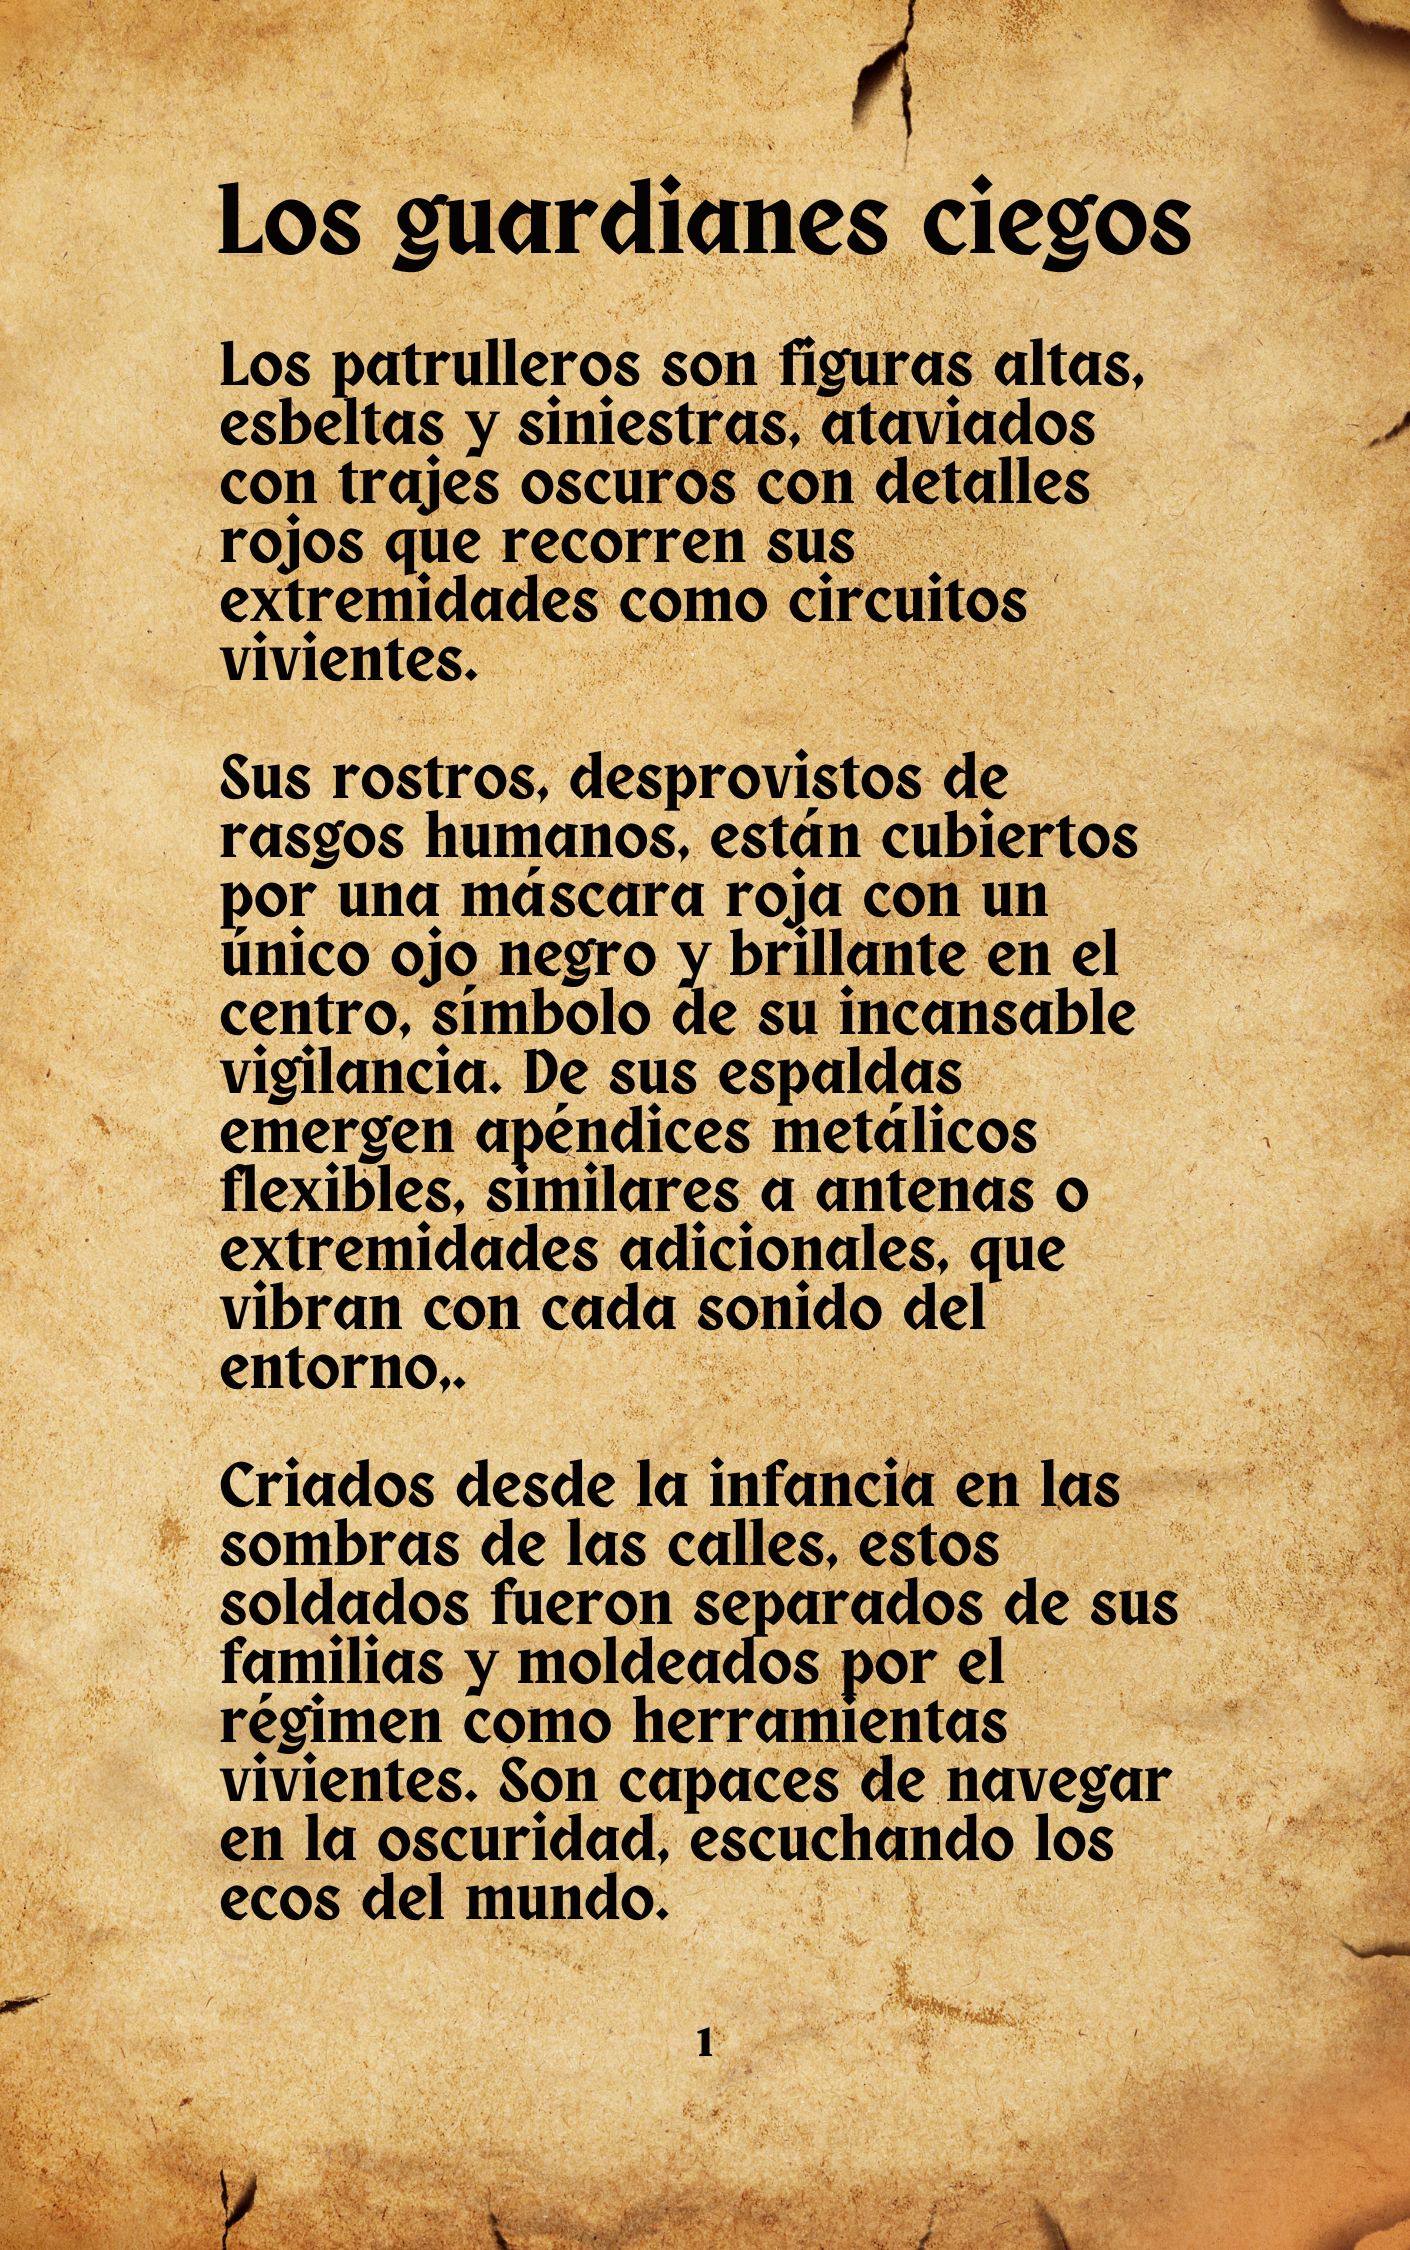 Los guardianes ciegos
Los patrulleros son figuras altas,
esbeltas y siniestras, ataviados
con trajes oscuros con detalles
rojos que recorren sus
extremidades como circuitos
vivientes.
Sus rostros, desprovistos de
rasgos humanos, están cubiertos
por una máscara roja con un
único ojo negro y brillante en el
centro, símbolo de su incansable
vigilancia. De sus espaldas
emergen apéndices metálicos
flexibles, similares a antenas o
extremidades adicionales, que
vibran con cada sonido del
entorno,.
Criados desde la infancia en las
sombras de las calles, estos
soldados fueron separados de sus
familias y moldeados por el
régimen como herramientas
vivientes. Son capaces de navegar
en la oscuridad, escuchando los
ecos del mundo.
1